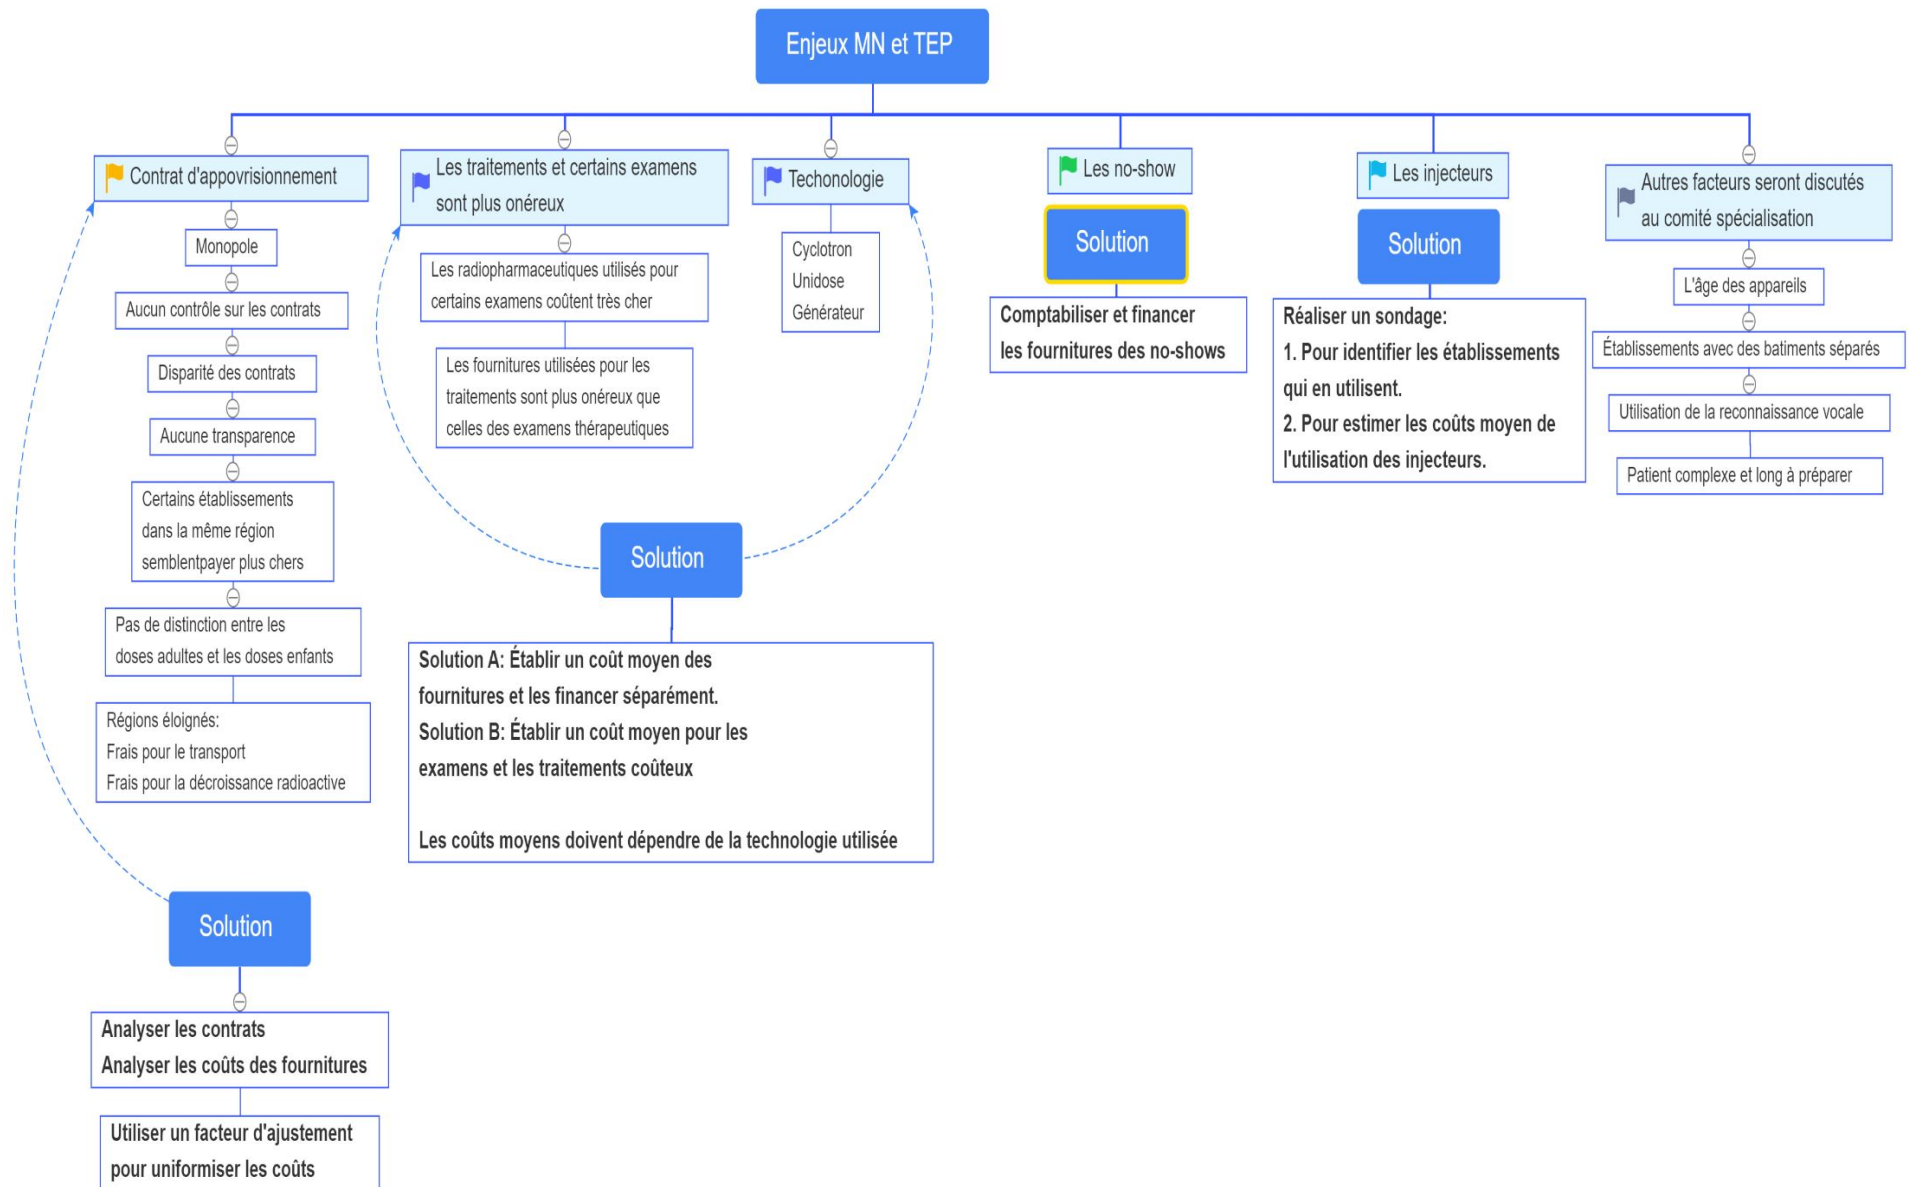 Enjeux MN et TEP
Contrat d'appovrisionnement
Monopole
Aucun contrôle sur les contrats
Disparité des contrats
Aucune transparence
Certains établissements
dans la même région
semblentpayer plus chers
Pas de distinction entre les
doses adultes et les doses enfants
Régions éloignés:
Frais pour le transport
Frais pour la décroissance radioactive
Solution
Analyser les contrats
Analyser les coûts des fournitures
Utiliser un facteur d'ajustement
pour uniformiser les coûts
Les traitements et certains examens
sont plus onéreux
Les radiopharmaceutiques utilisés pour
certains examens coûtent très cher
Les fournitures utilisées pour les
traitements sont plus onéreux que
celles des examens thérapeutiques
Techonologie
Cyclotron
Unidose
Générateur
Solution
Solution A: Établir un coût moyen des
fournitures et les financer séparément.
Solution B: Établir un coût moyen pour les
examens et les traitements coûteux
Les coûts moyens doivent dépendre de la technologie utilisée
Les no-show
Solution
Comptabiliser et financer
les fournitures des no-shows
Les injecteurs
Solution
Réaliser un sondage:
1. Pour identifier les établissements
qui en utilisent.
2. Pour estimer les coûts moyen de
l'utilisation des injecteurs.
Autres facteurs seront discutés
au comité spécialisation
L'âge des appareils
Établissements avec des batiments séparés
Utilisation de la reconnaissance vocale
Patient complexe et long à préparer